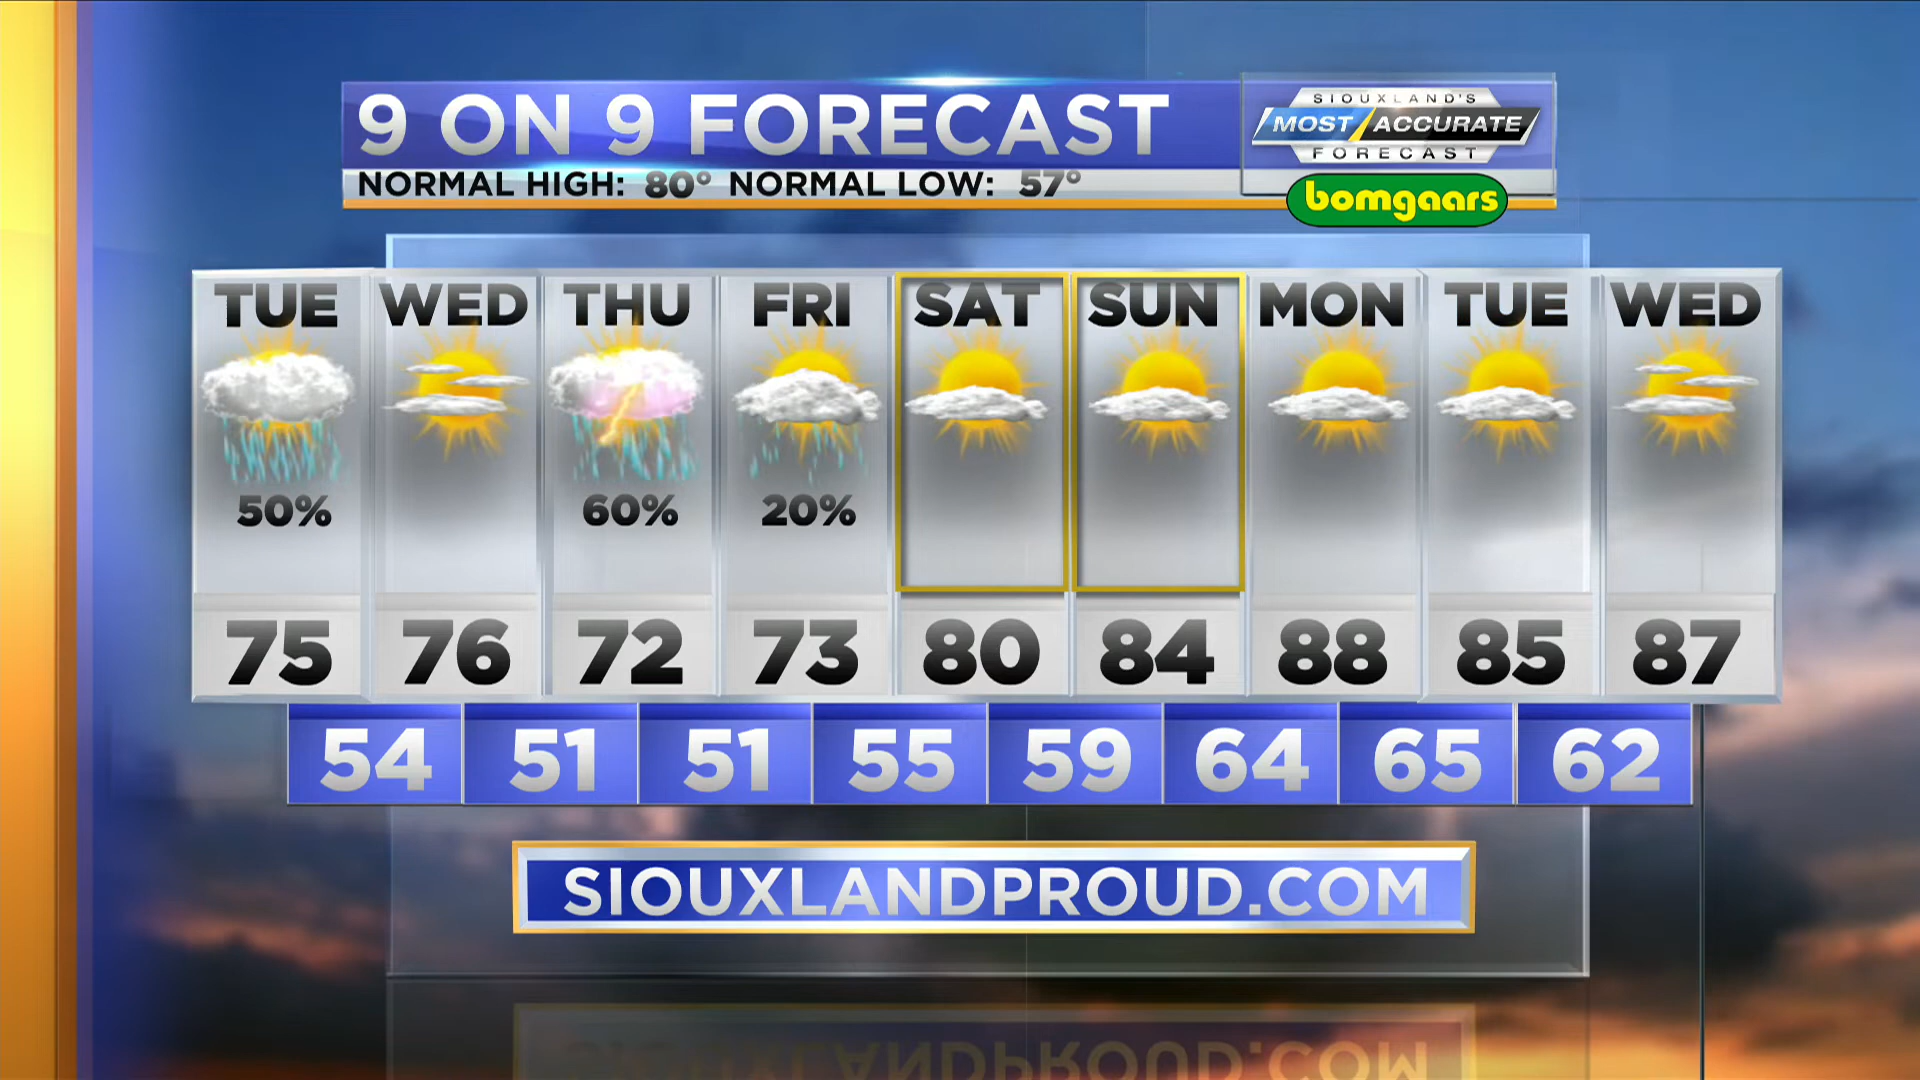 9 ON 9 FORECAST
NORMAL HIGH: 80° NORMAL LOW: 57°
SIOUXLAND'S
MOST ACCURATE
FORECAST
bomgaars
TUE WED THU FRI SAT SUN MON TUE WED
50% 60% 20%
75 76 72 73 80 84 88 85 87
54 51 51 55 59 64 65 62
SIOUXLANDPROUD.COM